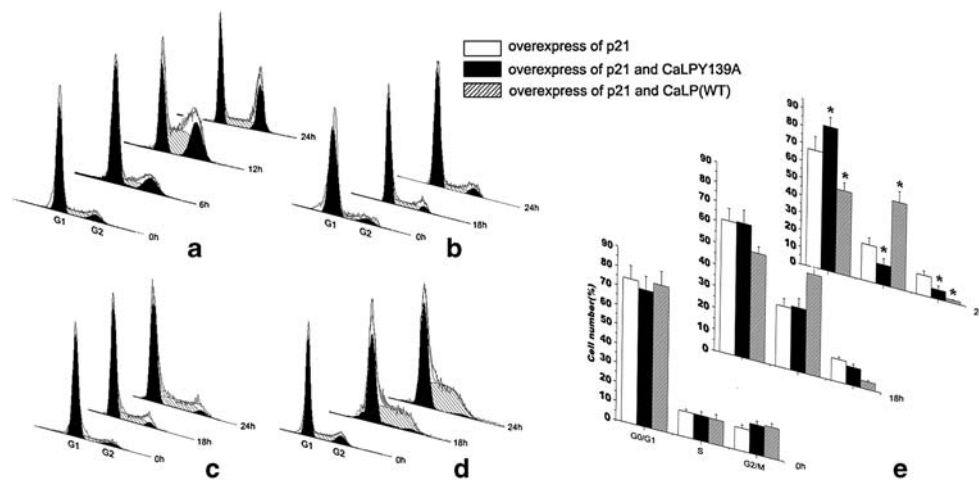 overexpress of p21
overexpress of p21 and CaLPY139A
overexpress of p21 and CaLP(WT)
24h
12h
6h
G1 G2 0h
a
24h
18h
G1 G2 0h
b
24h
18h
G1 G2 0h
c
24h
18h
G1 G2 0h
d
90
80
70
60
50
40
30
20
10
0
* * * * * *
90
80
70
60
50
40
30
20
10
0
18h
Cell number(%)
90
80
70
60
50
40
30
20
10
0
G0/G1 S G2/M 0h
e